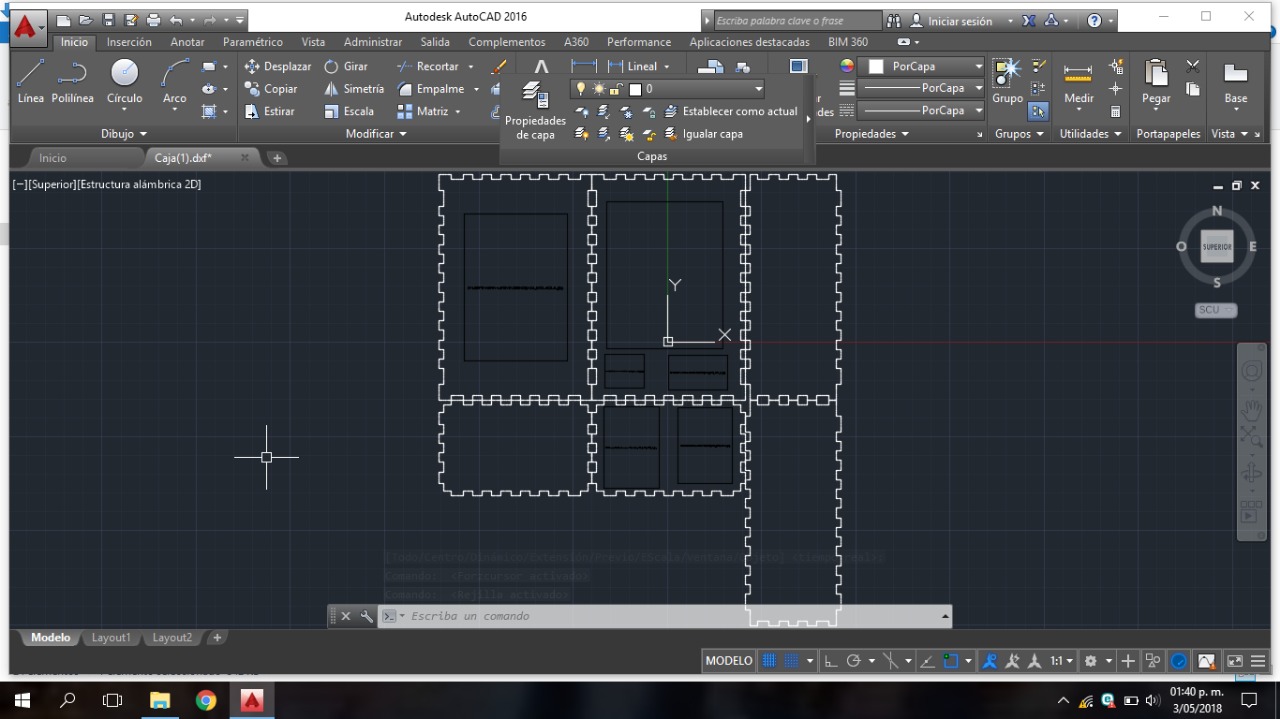 Autodesk AutoCAD 2016
Escriba palabra clave o frase
Iniciar sesión
Inicio Inserción Anotar Paramétrico Vista Administrar Salida Complementos A360 Performance Aplicaciones destacadas BIM 360
Línea Polilínea Círculo Arco
Desplazar Girar Recortar
Copiar Simetría Empalme
Estirar Escala Matriz
Lineal
0
Propiedades de capa
Establecer como actual
Igualar capa
Capas
PorCapa
PorCapa
PorCapa
Grupo Medir Pegar Base
Dibujo Modificar Propiedades Grupos Utilidades Portapapeles Vista
Inicio Caja(1).dxf*
[−][Superior][Estructura alámbrica 2D]
N
O SUPERIOR E
S
SCU
Y
X
Comando: <Forzcursor activado>
Comando: <Rejilla activado>
Escriba un comando
Modelo Layout1 Layout2
MODELO 1:1
01:40 p. m.
3/05/2018